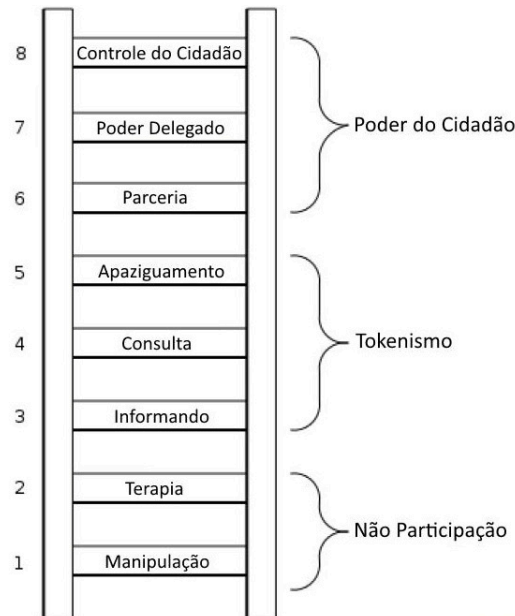 8 Controle do Cidadão
7 Poder Delegado
Poder do Cidadão
6 Parceria
5 Apaziguamento
4 Consulta
Tokenismo
3 Informando
2 Terapia
Não Participação
1 Manipulação